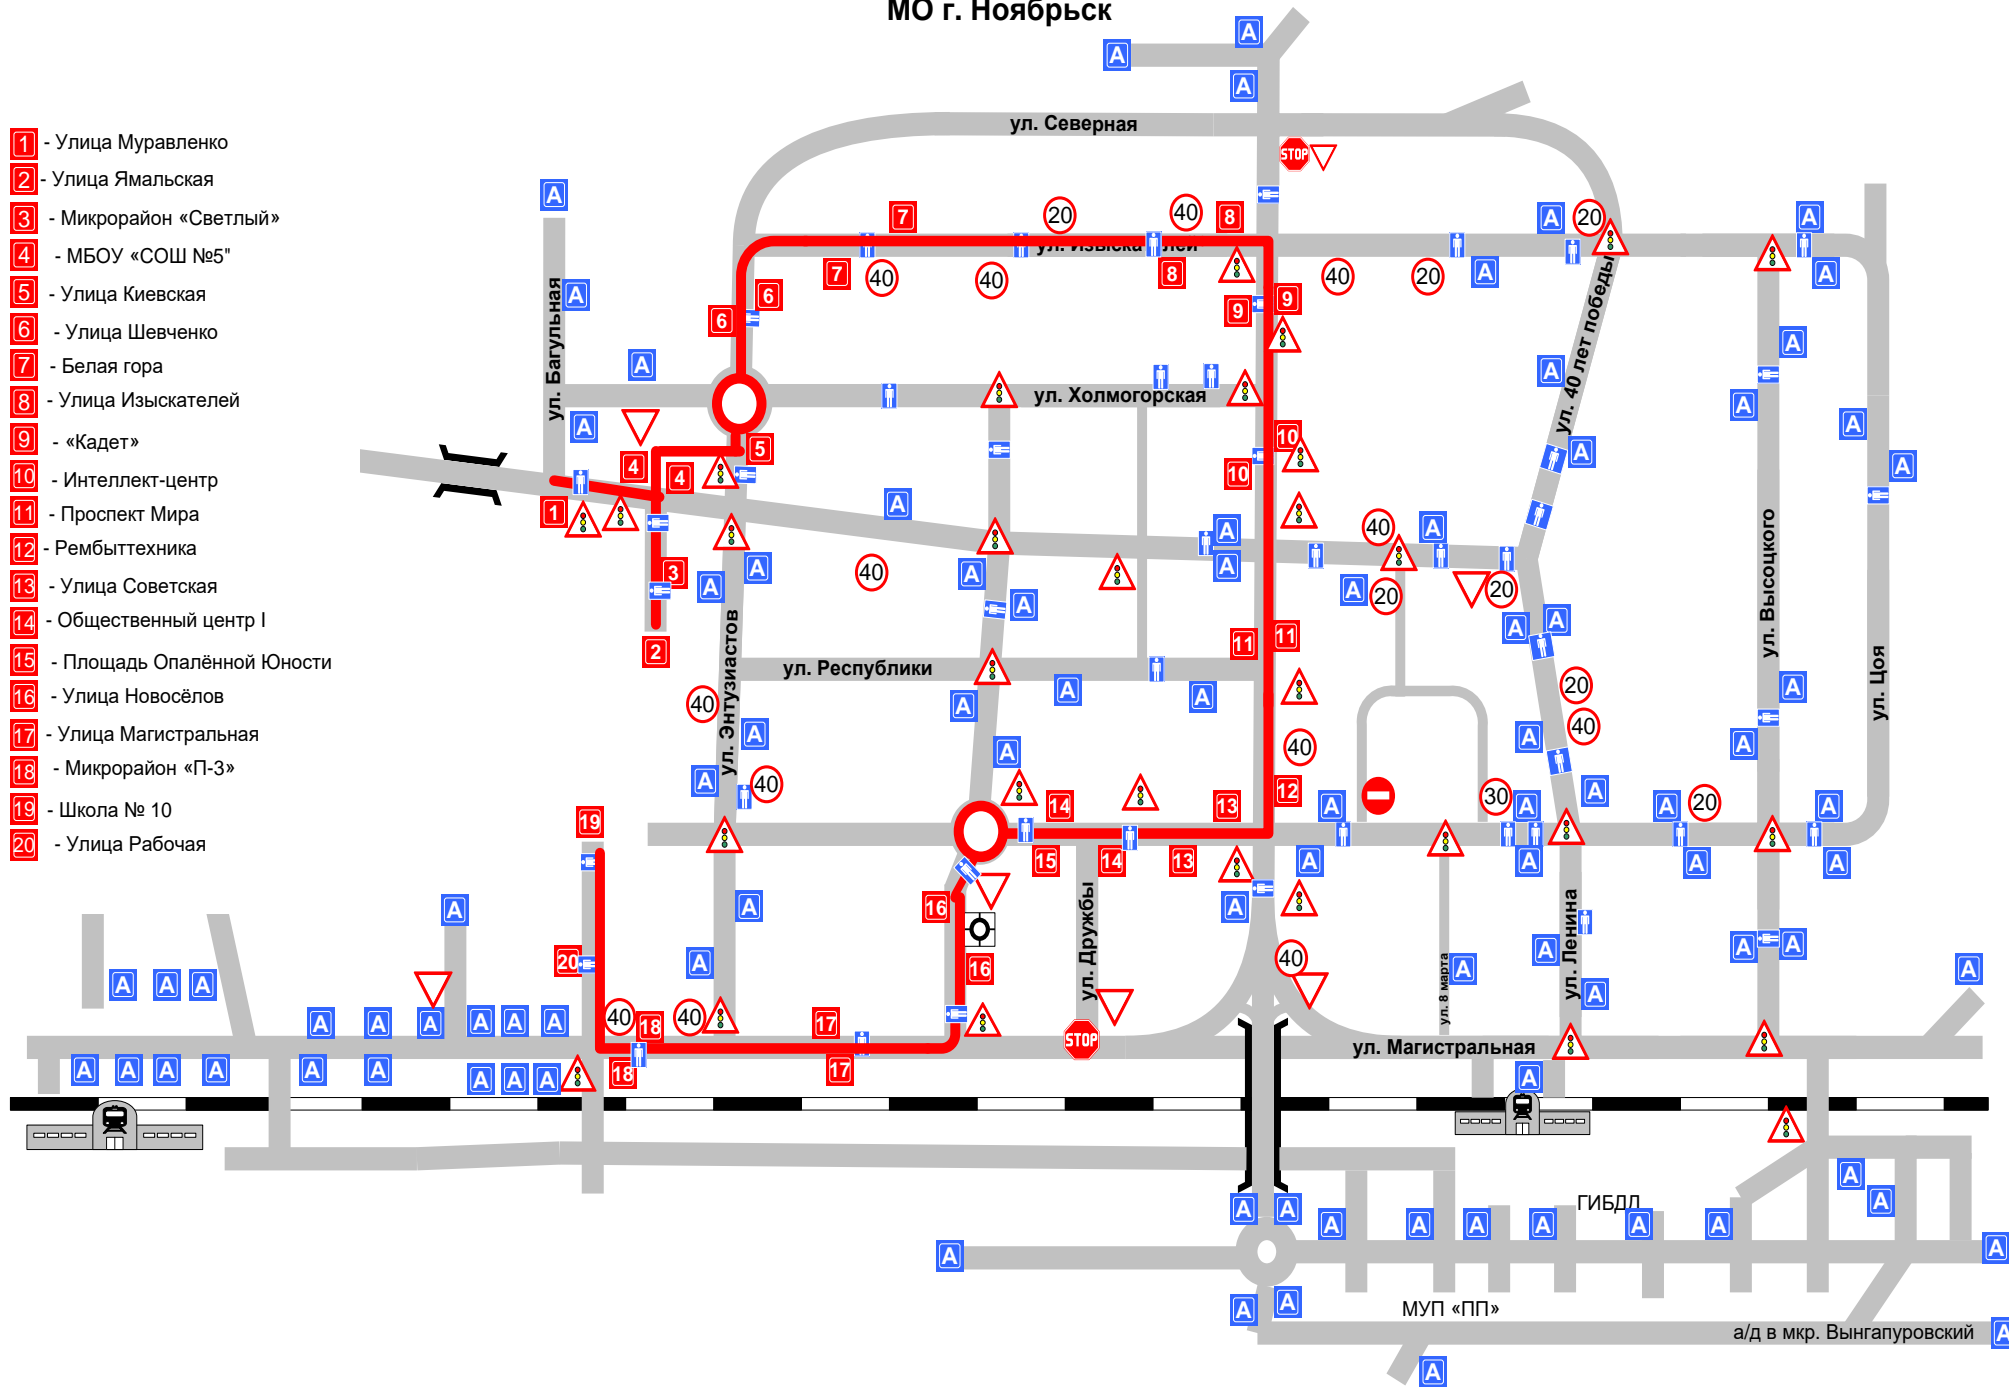 МО г. Ноябрьск
1 - Улица Муравленко
2 - Улица Ямальская
3 - Микрорайон «Светлый»
4 - МБОУ «СОШ №5"
5 - Улица Киевская
6 - Улица Шевченко
7 - Белая гора
8 - Улица Изыскателей
9 - «Кадет»
10 - Интеллект-центр
11 - Проспект Мира
12 - Рембыттехника
13 - Улица Советская
14 - Общественный центр I
15 - Площадь Опалённой Юности
16 - Улица Новосёлов
17 - Улица Магистральная
18 - Микрорайон «П-3»
19 - Школа № 10
20 - Улица Рабочая
ул. Северная
STOP
ул. Багульная
ул. Холмогорская
ул. 40 лет победы
ул. Высоцкого
ул. Цоя
ул. Энтузиастов
ул. Республики
ул. Дружбы
ул. Ленина
ул. 8 марта
STOP
ул. Магистральная
ГИБДД
МУП «ПП»
а/д в мкр. Вынгапуровский